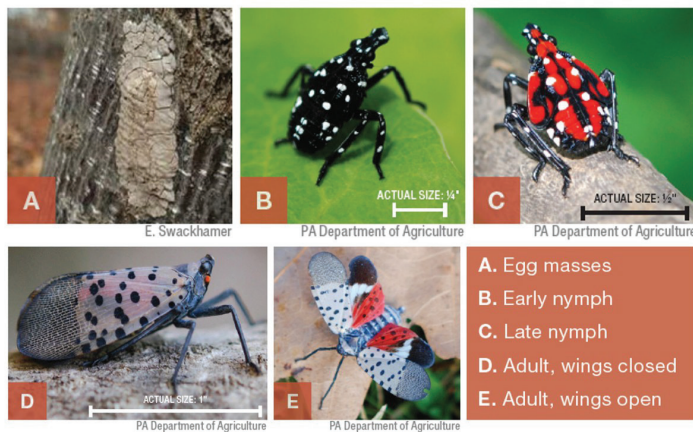 A
E. Swackhamer
B
ACTUAL SIZE: ¼"
PA Department of Agriculture
C
ACTUAL SIZE: ½"
PA Department of Agriculture
D
ACTUAL SIZE: 1"
PA Department of Agriculture
E
PA Department of Agriculture
A. Egg masses
B. Early nymph
C. Late nymph
D. Adult, wings closed
E. Adult, wings open